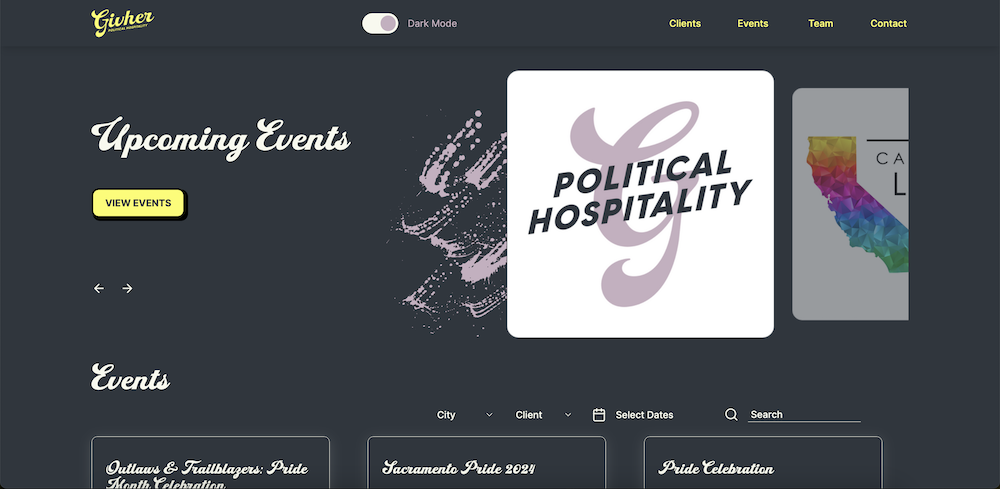 Givher
POLITICAL HOSPITALITY
Dark Mode
Clients
Events
Team
Contact
Upcoming Events
VIEW EVENTS
G
POLITICAL
HOSPITALITY
CA
L
Events
City
Client
Select Dates
Search
Outlaws & Trailblazers: Pride
Month Celebration
Sacramento Pride 2024
Pride Celebration